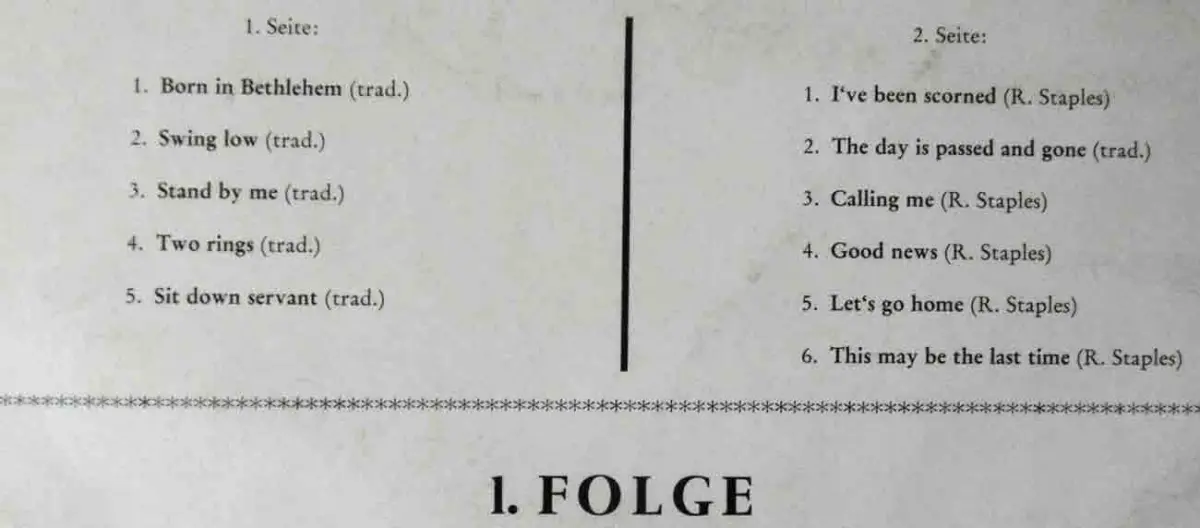 1. Seite:
1. Born in Bethlehem (trad.)
2. Swing low (trad.)
3. Stand by me (trad.)
4. Two rings (trad.)
5. Sit down servant (trad.)
2. Seite:
1. I've been scorned (R. Staples)
2. The day is passed and gone (trad.)
3. Calling me (R. Staples)
4. Good news (R. Staples)
5. Let's go home (R. Staples)
6. This may be the last time (R. Staples)
1. FOLGE